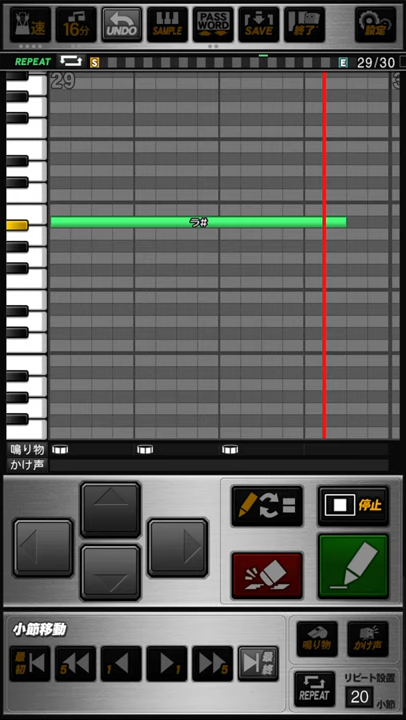 速
16分
UNDO
SAMPLE
PASS WORD
SAVE
終了
設定
REPEAT
S
E
29/30
29
ラ#
鳴り物
かけ声
停止
小節移動
最初
5
1
1
5
最終
鳴り物
かけ声
REPEAT
リピート設置
20
小節